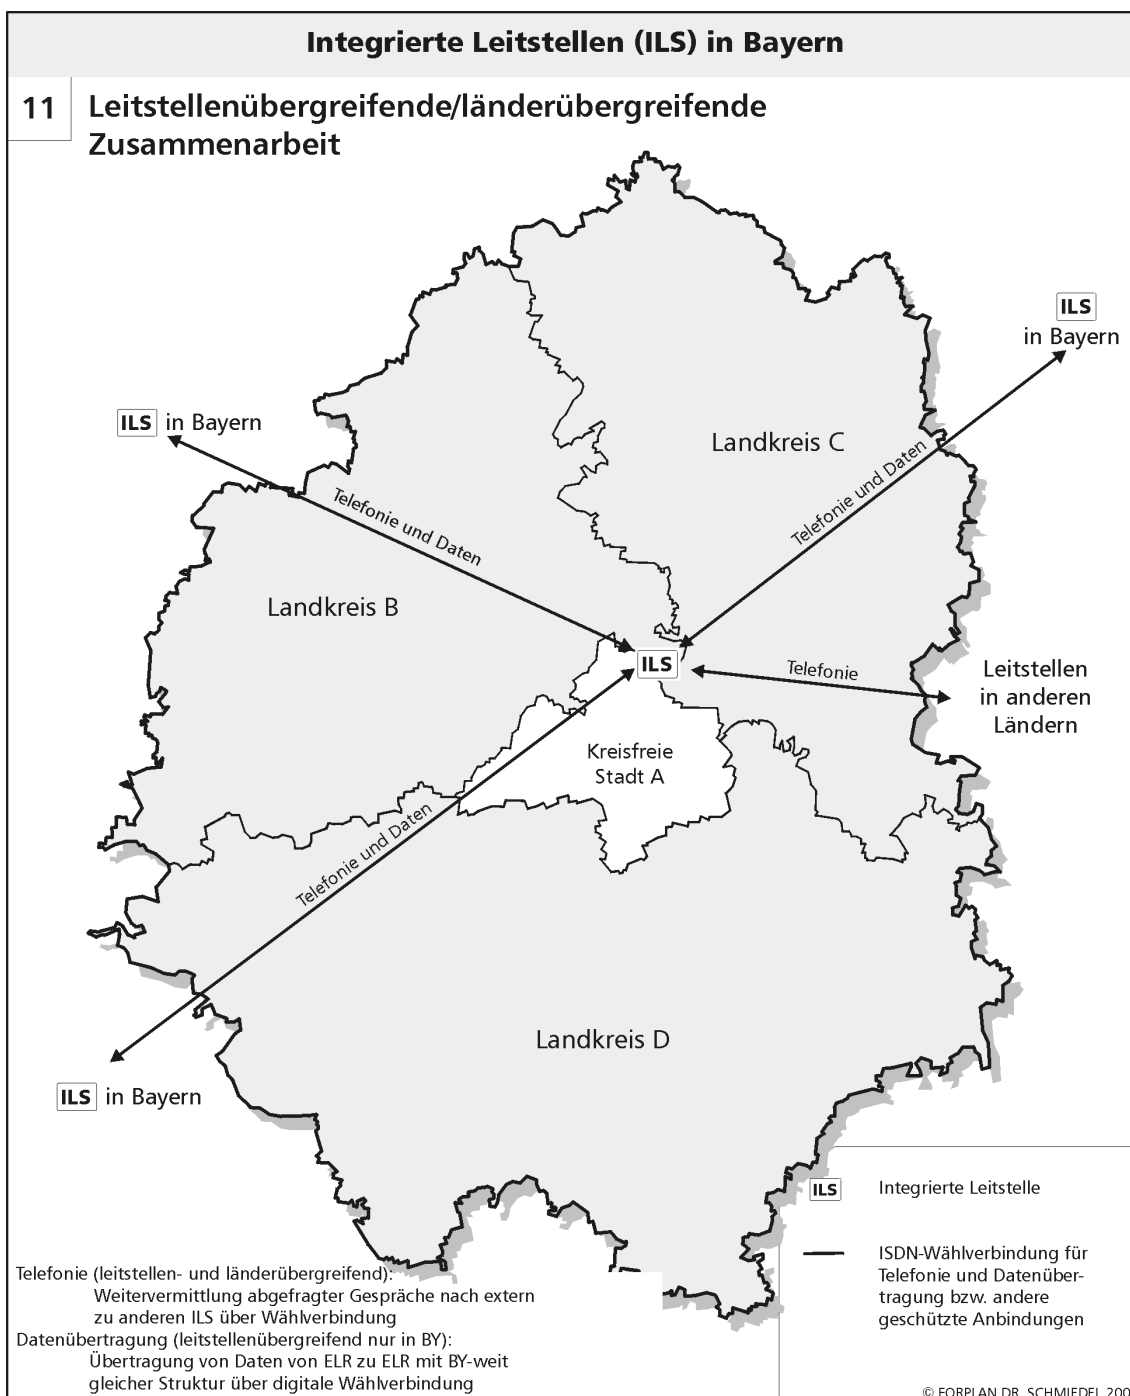 Integrierte Leitstellen (ILS) in Bayern
11
Leitstellenübergreifende/länderübergreifende
Zusammenarbeit
ILS
in Bayern
ILS in Bayern
Landkreis C
Telefonie und Daten
Telefonie und Daten
Landkreis B
ILS
Telefonie
Leitstellen
in anderen
Ländern
Kreisfreie
Stadt A
Telefonie und Daten
Landkreis D
ILS in Bayern
ILS Integrierte Leitstelle
ISDN-Wählverbindung für
Telefonie und Datenüber-
tragung bzw. andere
geschützte Anbindungen
Telefonie (leitstellen- und länderübergreifend):
Weitervermittlung abgefragter Gespräche nach extern
zu anderen ILS über Wählverbindung
Datenübertragung (leitstellenübergreifend nur in BY):
Übertragung von Daten von ELR zu ELR mit BY-weit
gleicher Struktur über digitale Wählverbindung
© FORPLAN DR. SCHMIEDEL